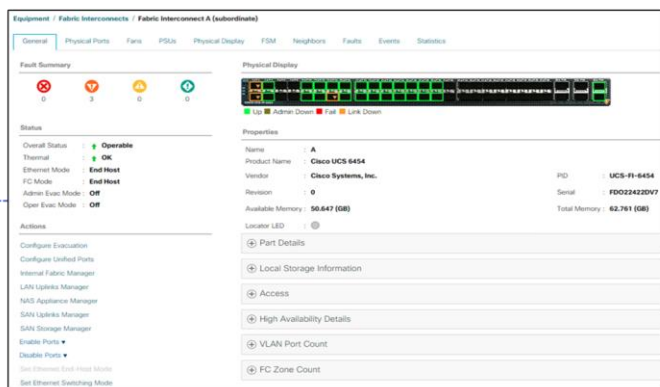 Equipment / Fabric Interconnects / Fabric Interconnect A (subordinate)
General Physical Ports Fans PSUs Physical Display FSM Neighbors Faults Events Statistics
Fault Summary
0 3 0 0
Status
Overall Status : Operable
Thermal : OK
Ethernet Mode : End Host
FC Mode : End Host
Admin Evac Mode : Off
Oper Evac Mode : Off
Actions
Configure Evacuation
Configure Unified Ports
Internal Fabric Manager
LAN Uplinks Manager
NAS Appliance Manager
SAN Uplinks Manager
SAN Storage Manager
Enable Ports
Disable Ports
Set Ethernet End-Host Mode
Set Ethernet Switching Mode
Physical Display
Up Admin Down Fail Link Down
Properties
Name : A
Product Name : Cisco UCS 6454
Vendor : Cisco Systems, Inc. PID : UCS-FI-6454
Revision : 0 Serial : FDO22422DV7
Available Memory : 50.647 (GB) Total Memory : 62.761 (GB)
Locator LED :
Part Details
Local Storage Information
Access
High Availability Details
VLAN Port Count
FC Zone Count